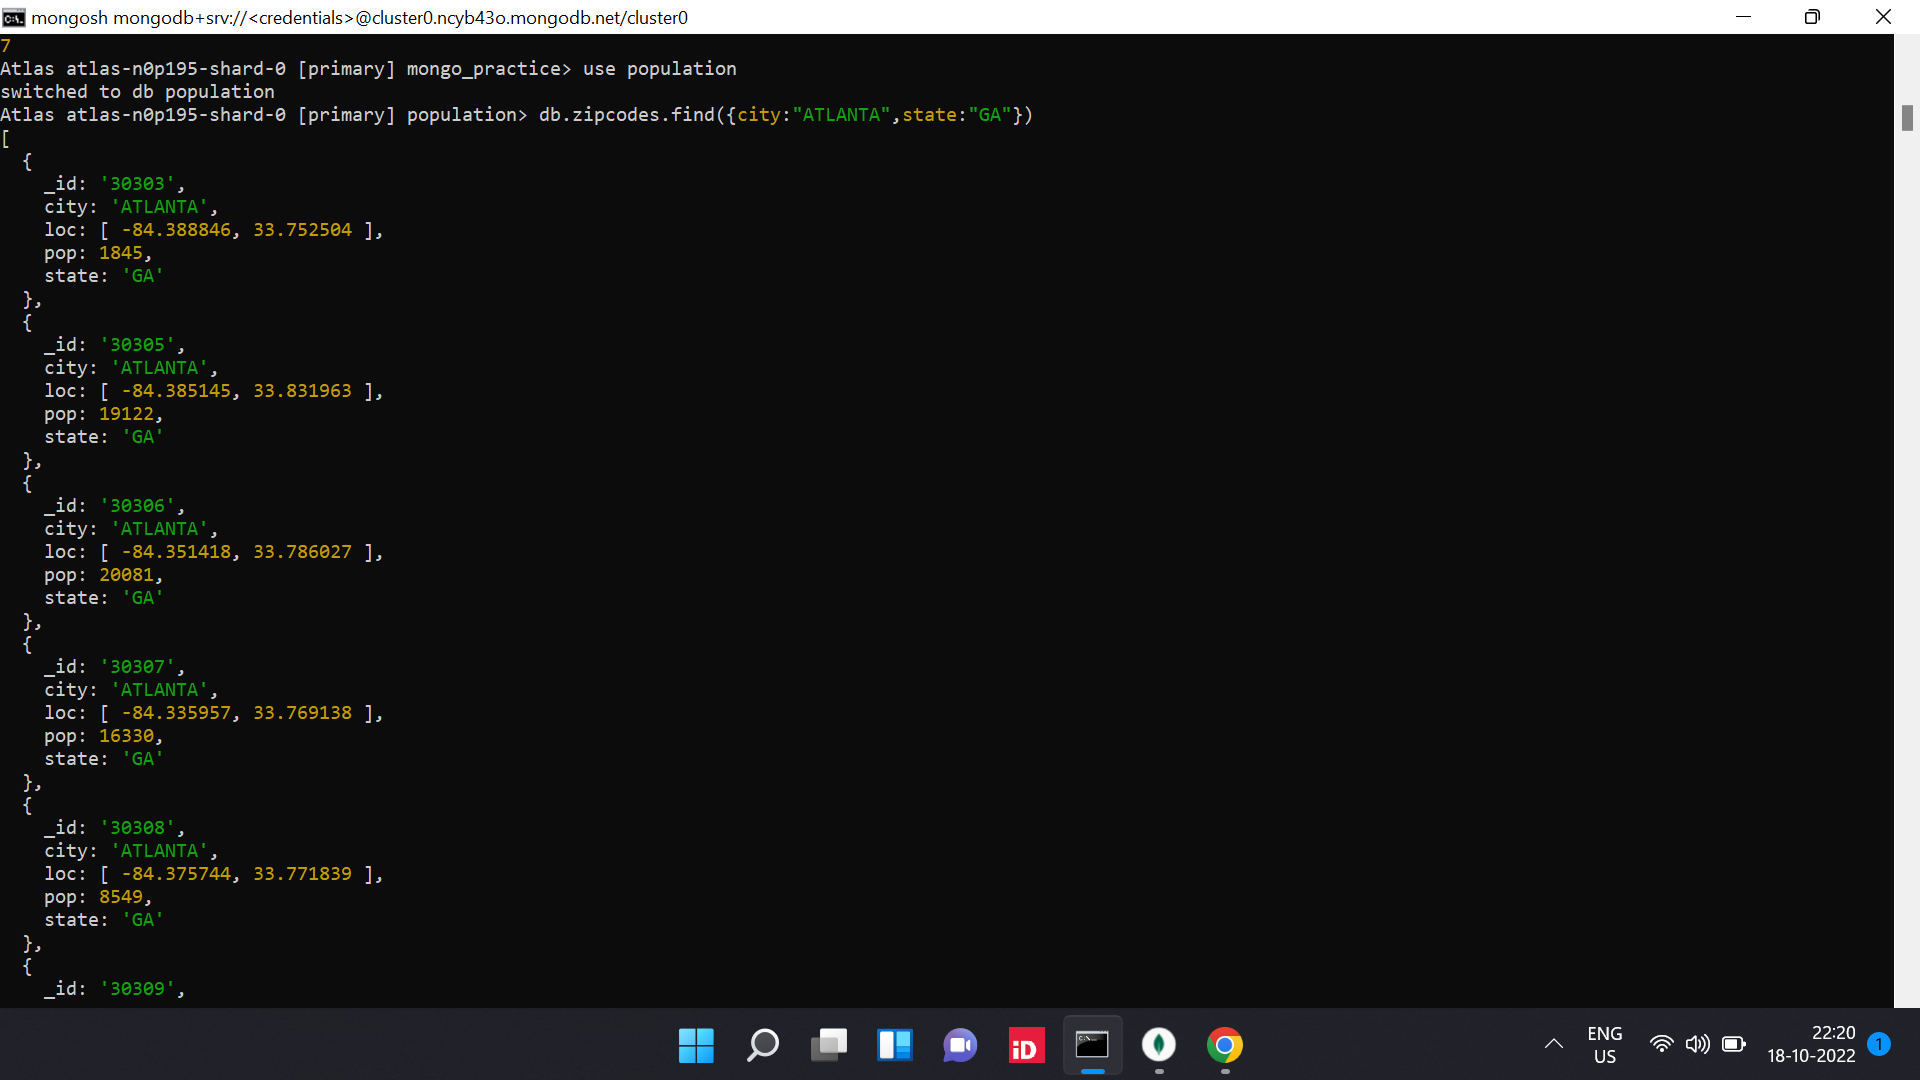 mongosh mongodb+srv://<credentials>@cluster0.ncyb43o.mongodb.net/cluster0
7
Atlas atlas-n0p195-shard-0 [primary] mongo_practice> use population
switched to db population
Atlas atlas-n0p195-shard-0 [primary] population> db.zipcodes.find({city:"ATLANTA",state:"GA"})
[
  {
    _id: '30303',
    city: 'ATLANTA',
    loc: [ -84.388846, 33.752504 ],
    pop: 1845,
    state: 'GA'
  },
  {
    _id: '30305',
    city: 'ATLANTA',
    loc: [ -84.385145, 33.831963 ],
    pop: 19122,
    state: 'GA'
  },
  {
    _id: '30306',
    city: 'ATLANTA',
    loc: [ -84.351418, 33.786027 ],
    pop: 20081,
    state: 'GA'
  },
  {
    _id: '30307',
    city: 'ATLANTA',
    loc: [ -84.335957, 33.769138 ],
    pop: 16330,
    state: 'GA'
  },
  {
    _id: '30308',
    city: 'ATLANTA',
    loc: [ -84.375744, 33.771839 ],
    pop: 8549,
    state: 'GA'
  },
  {
    _id: '30309',
iD
ENG
US
22:20
18-10-2022
1